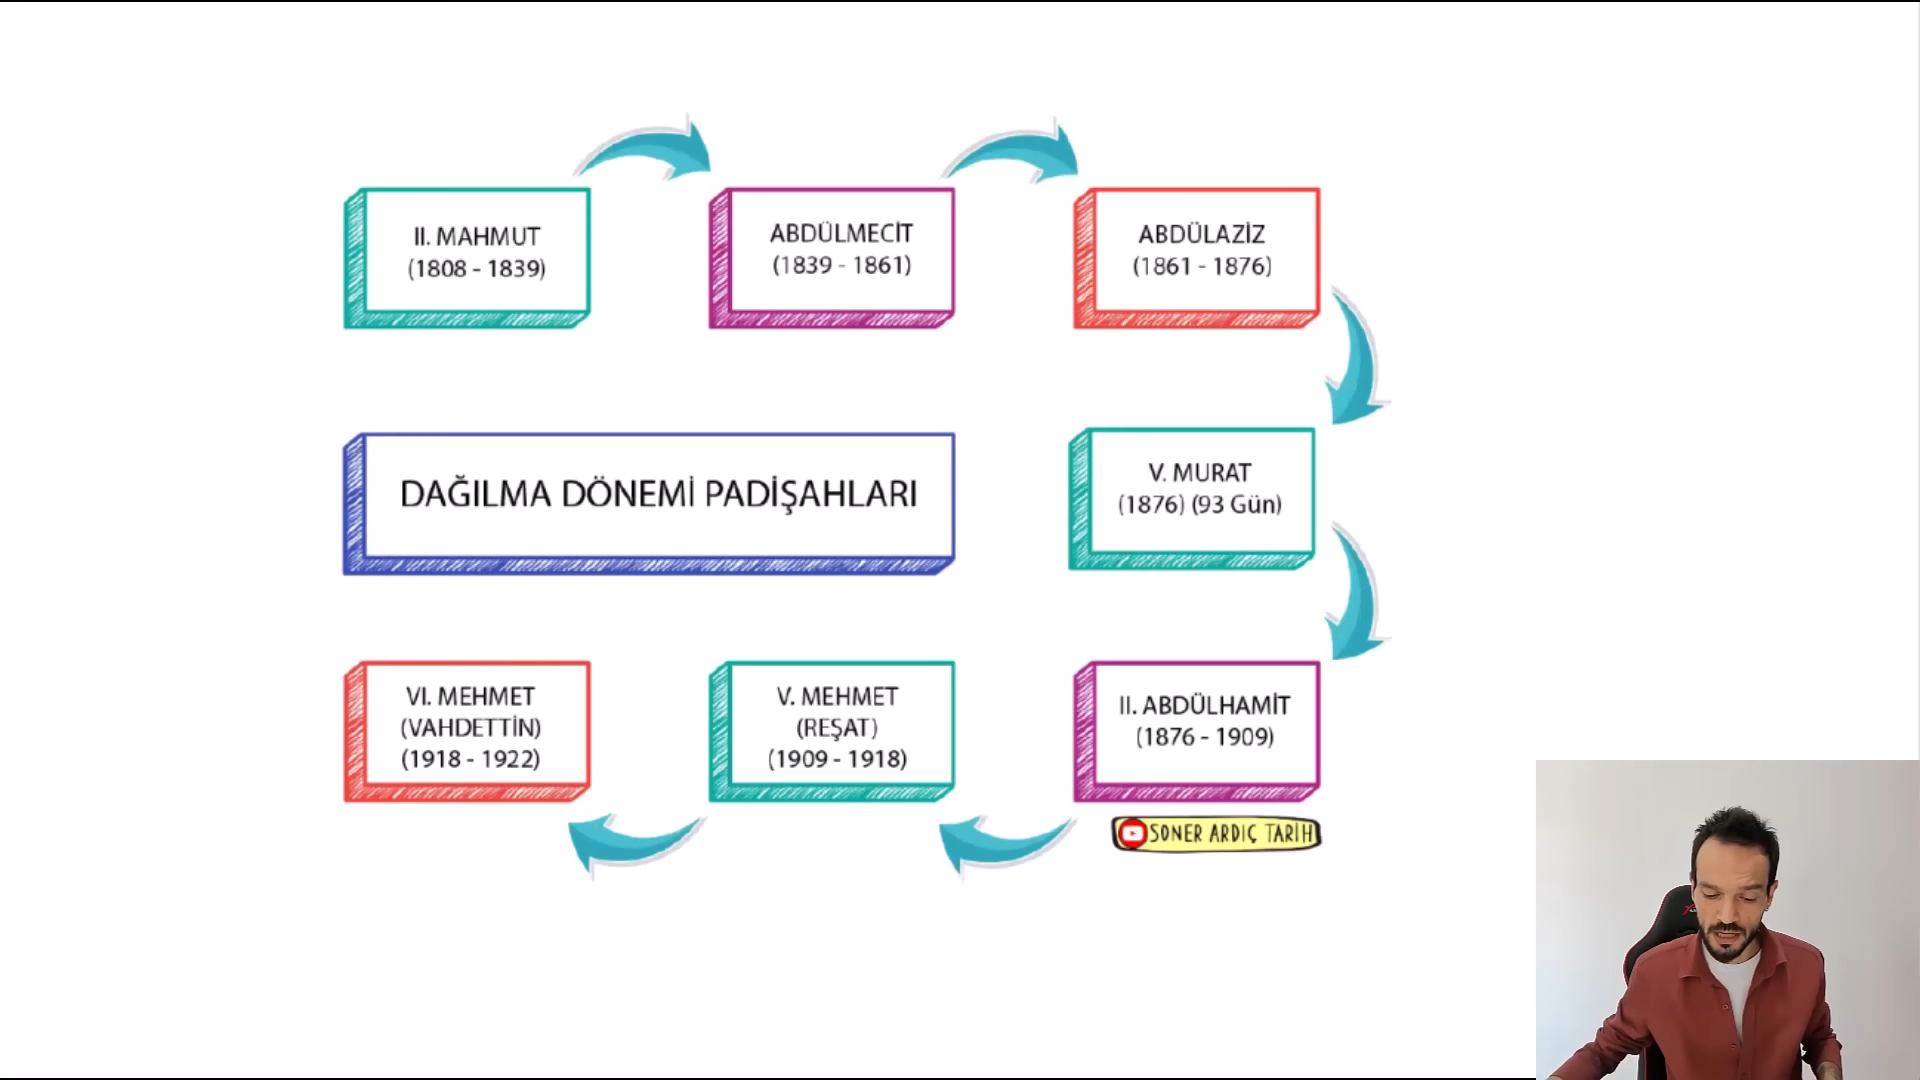 II. MAHMUT
(1808 - 1839)
ABDÜLMECİT
(1839 - 1861)
ABDÜLAZİZ
(1861 - 1876)
DAĞILMA DÖNEMİ PADİŞAHLARI
V. MURAT
(1876) (93 Gün)
VI. MEHMET
(VAHDETTİN)
(1918 - 1922)
V. MEHMET
(REŞAT)
(1909 - 1918)
II. ABDÜLHAMİT
(1876 - 1909)
SONER ARDIÇ TARİH